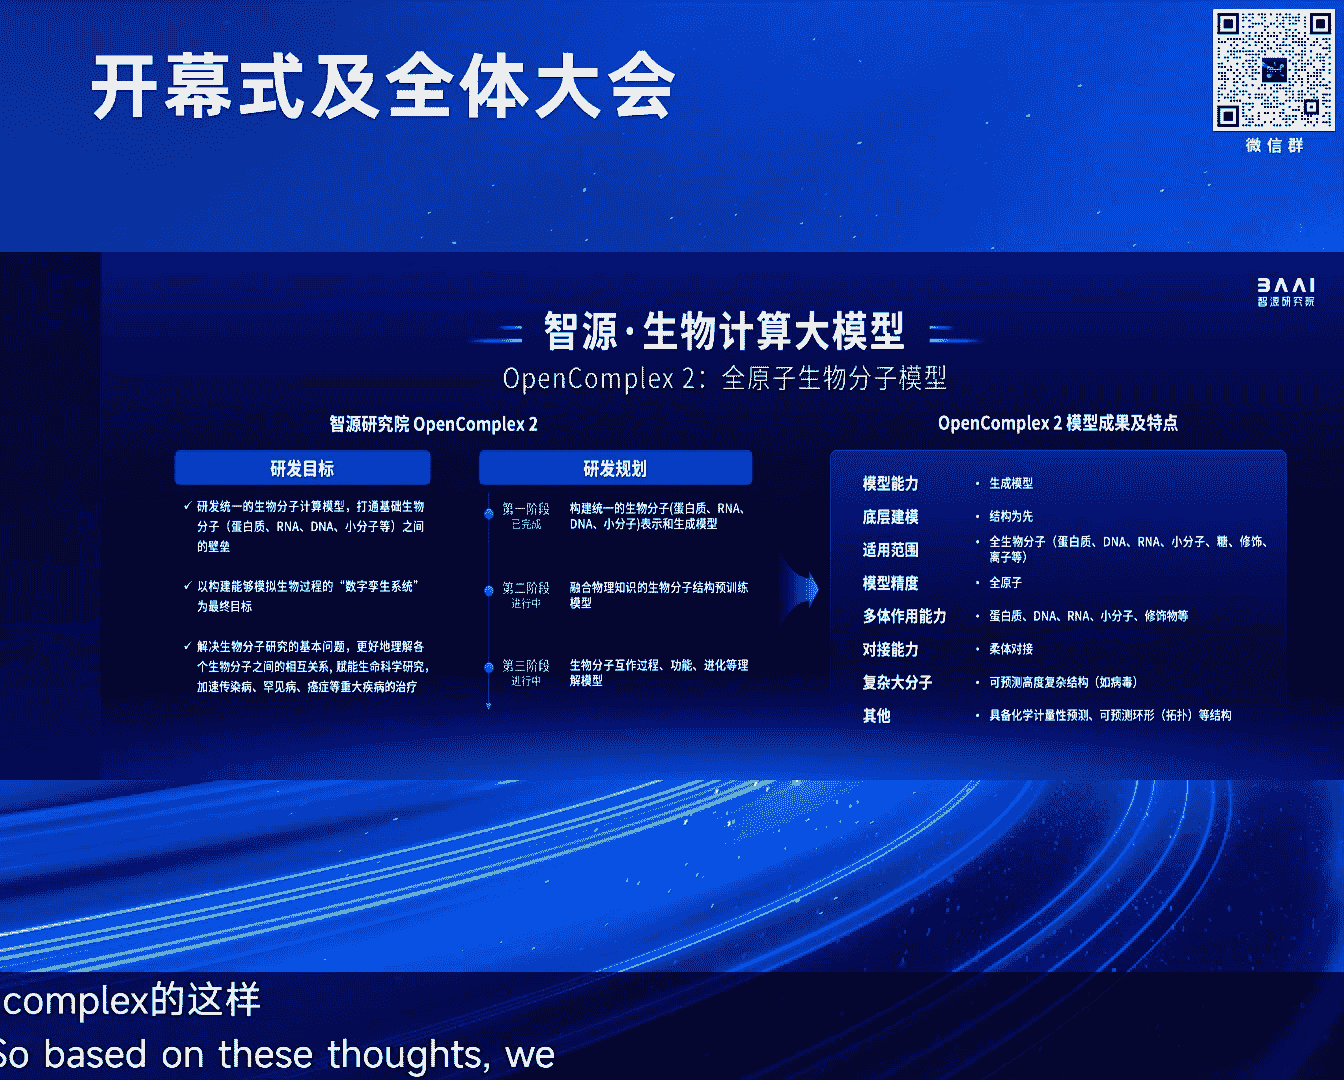 开幕式及全体大会
微信群
BAAI
智源研究院
智源·生物计算大模型
OpenComplex 2：全原子生物分子模型
智源研究院 OpenComplex 2
研发目标
✓ 研发统一的生物分子计算模型，打通基础生物
分子（蛋白质、RNA、DNA、小分子等）之间
的壁垒
✓ 以构建能够模拟生物过程的“数字孪生系统”
为最终目标
✓ 解决生物分子研究的基本问题，更好地理解各
个生物分子之间的相互关系, 赋能生命科学研究,
加速传染病、罕见病、癌症等重大疾病的治疗
研发规划
第一阶段
已完成
构建统一的生物分子(蛋白质、RNA、
DNA、小分子)表示和生成模型
第二阶段
进行中
融合物理知识的生物分子结构预训练
模型
第三阶段
进行中
生物分子互作过程、功能、进化等理
解模型
OpenComplex 2 模型成果及特点
模型能力 • 生成模型
底层建模 • 结构为先
适用范围 • 全生物分子（蛋白质、DNA、RNA、小分子、糖、修饰、
离子等）
模型精度 • 全原子
多体作用能力 • 蛋白质、DNA、RNA、小分子、修饰物等
对接能力 • 柔体对接
复杂大分子 • 可预测高度复杂结构（如病毒）
其他 • 具备化学计量性预测、可预测环形（拓扑）等结构
complex的这样
So based on these thoughts, we